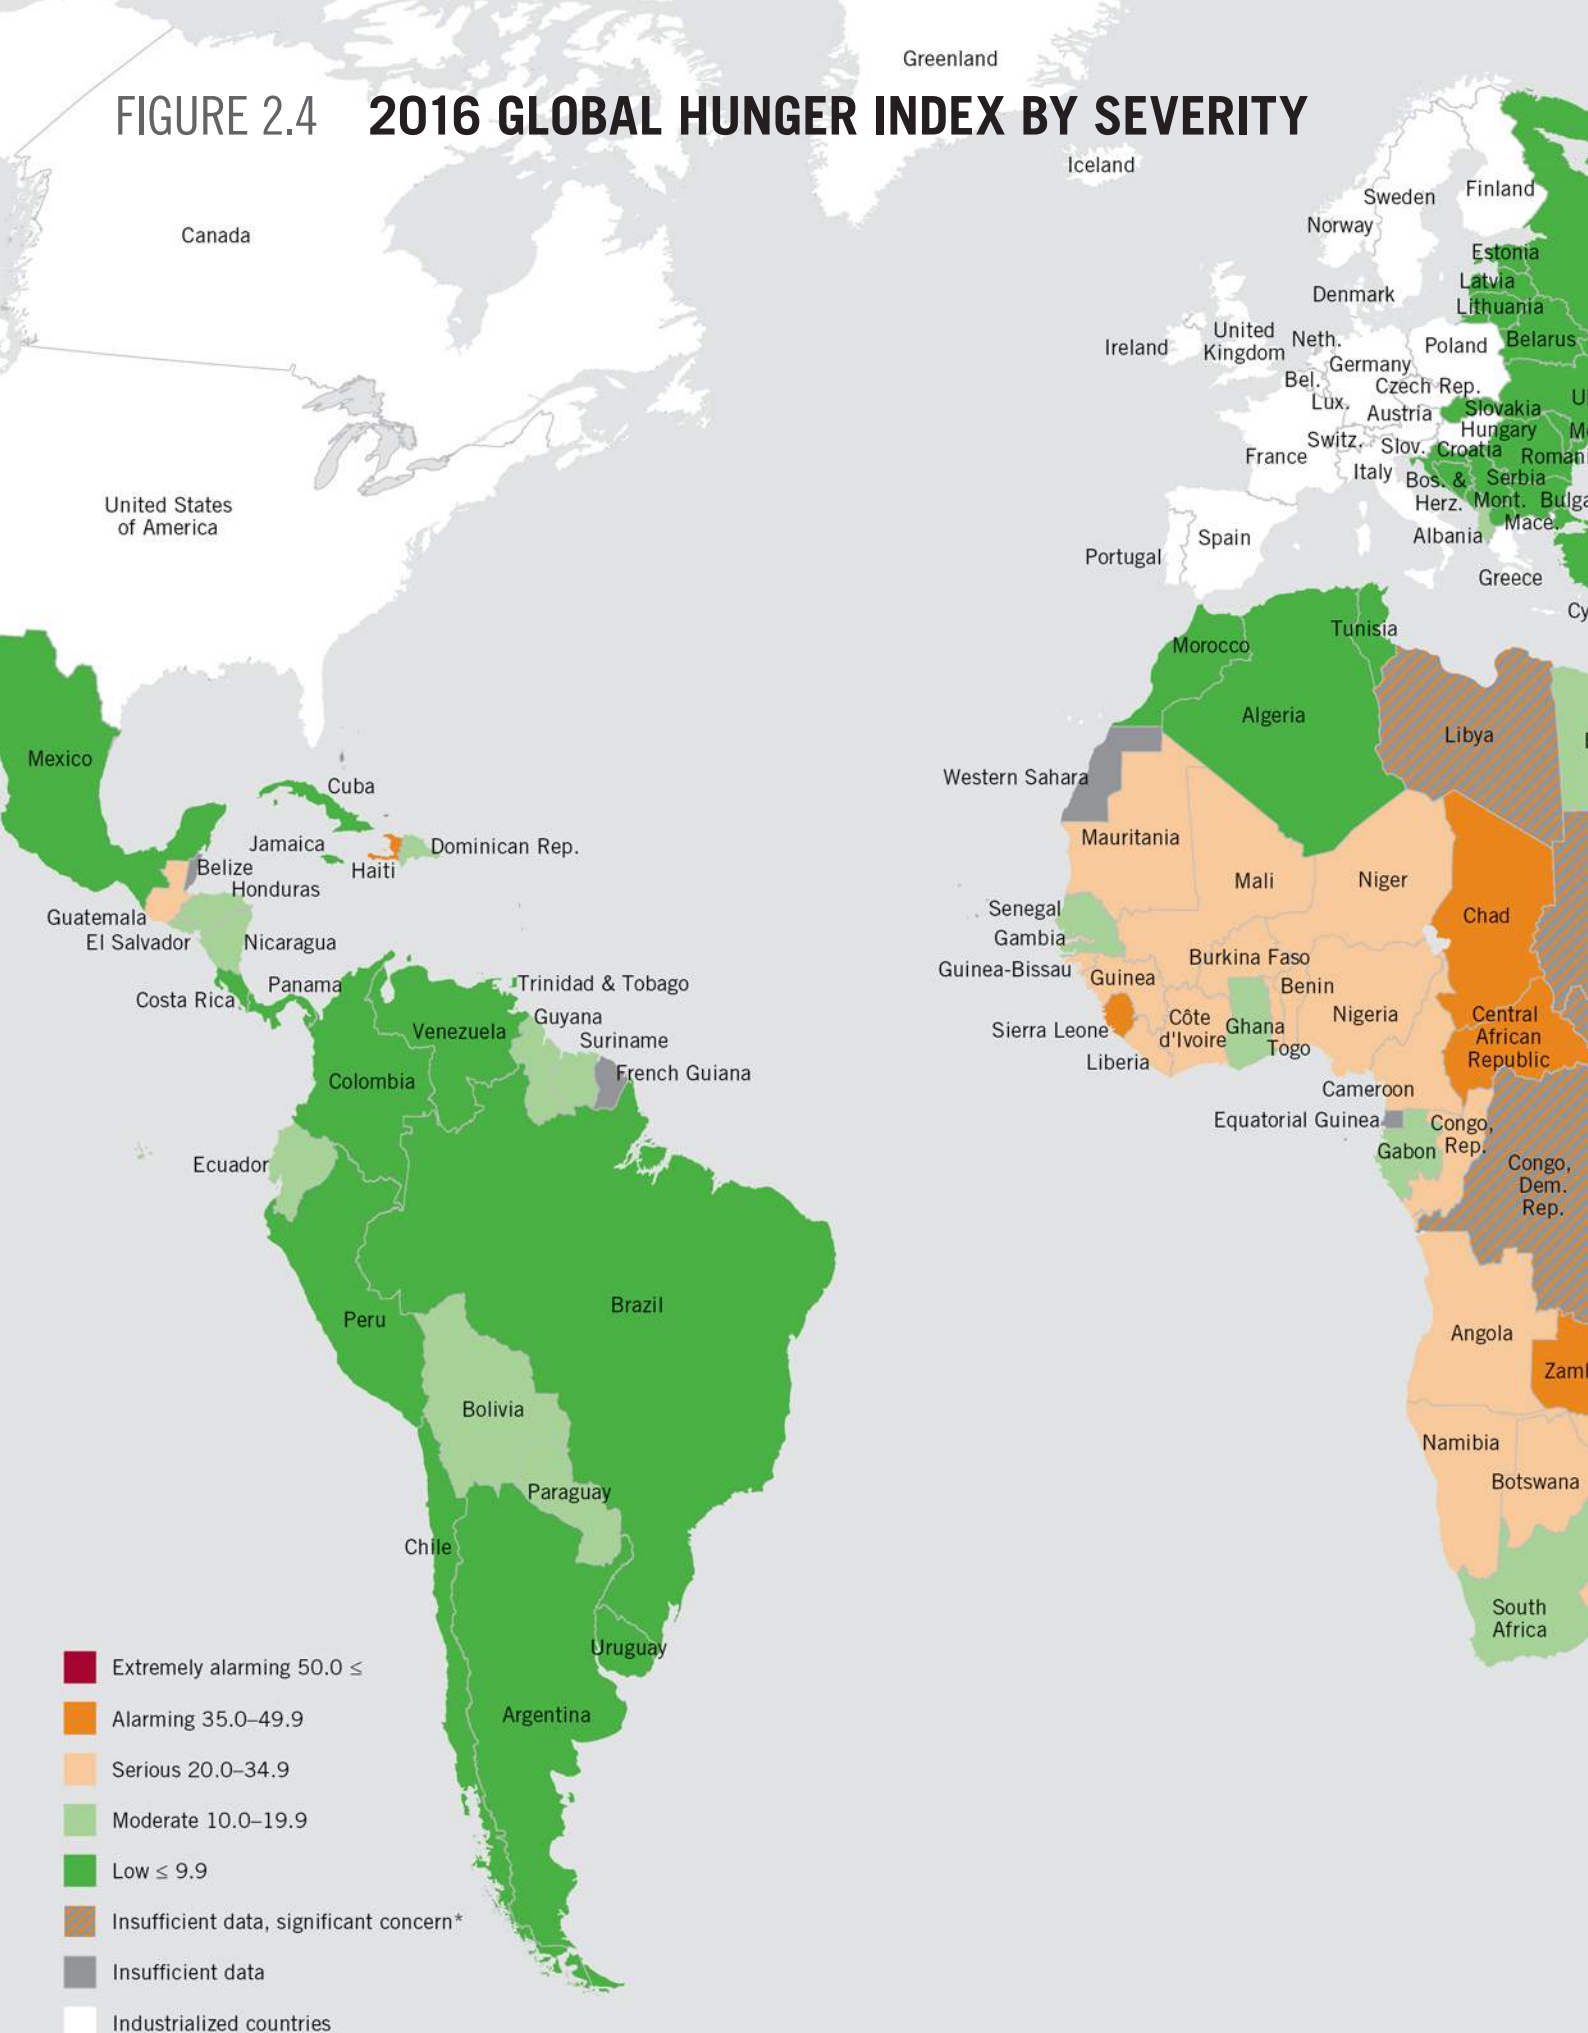 Greenland
FIGURE 2.4 2016 GLOBAL HUNGER INDEX BY SEVERITY
Iceland
Finland
Sweden
Norway
Canada
Estonia
Latvia
Denmark
Lithuania
United
Kingdom
Neth.
Belarus
Ireland
Poland
Germany
Bel.
Czech Rep.
Lux.
Slovakia
Austria
Hungary
Switz.
Slov.
Croatia
France
Romani
Italy
Bos. &
Herz.
Serbia
Mont.
Bulga
United States
of America
Mace.
Albania
Spain
Portugal
Greece
Cy
Tunisia
Morocco
Algeria
Libya
Mexico
Western Sahara
Cuba
Mauritania
Jamaica
Dominican Rep.
Belize
Haiti
Mali
Niger
Honduras
Senegal
Guatemala
Chad
Gambia
El Salvador
Nicaragua
Burkina Faso
Guinea-Bissau
Guinea
Panama
Trinidad & Tobago
Benin
Costa Rica
Guyana
Côte
d'Ivoire
Nigeria
Central
African
Republic
Venezuela
Sierra Leone
Ghana
Suriname
Togo
Liberia
French Guiana
Colombia
Cameroon
Equatorial Guinea
Congo,
Rep.
Gabon
Ecuador
Congo,
Dem.
Rep.
Brazil
Peru
Angola
Zam
Bolivia
Namibia
Botswana
Paraguay
Chile
South
Africa
Uruguay
Argentina
Extremely alarming 50.0 ≤
Alarming 35.0–49.9
Serious 20.0–34.9
Moderate 10.0–19.9
Low ≤ 9.9
Insufficient data, significant concern*
Insufficient data
Industrialized countries